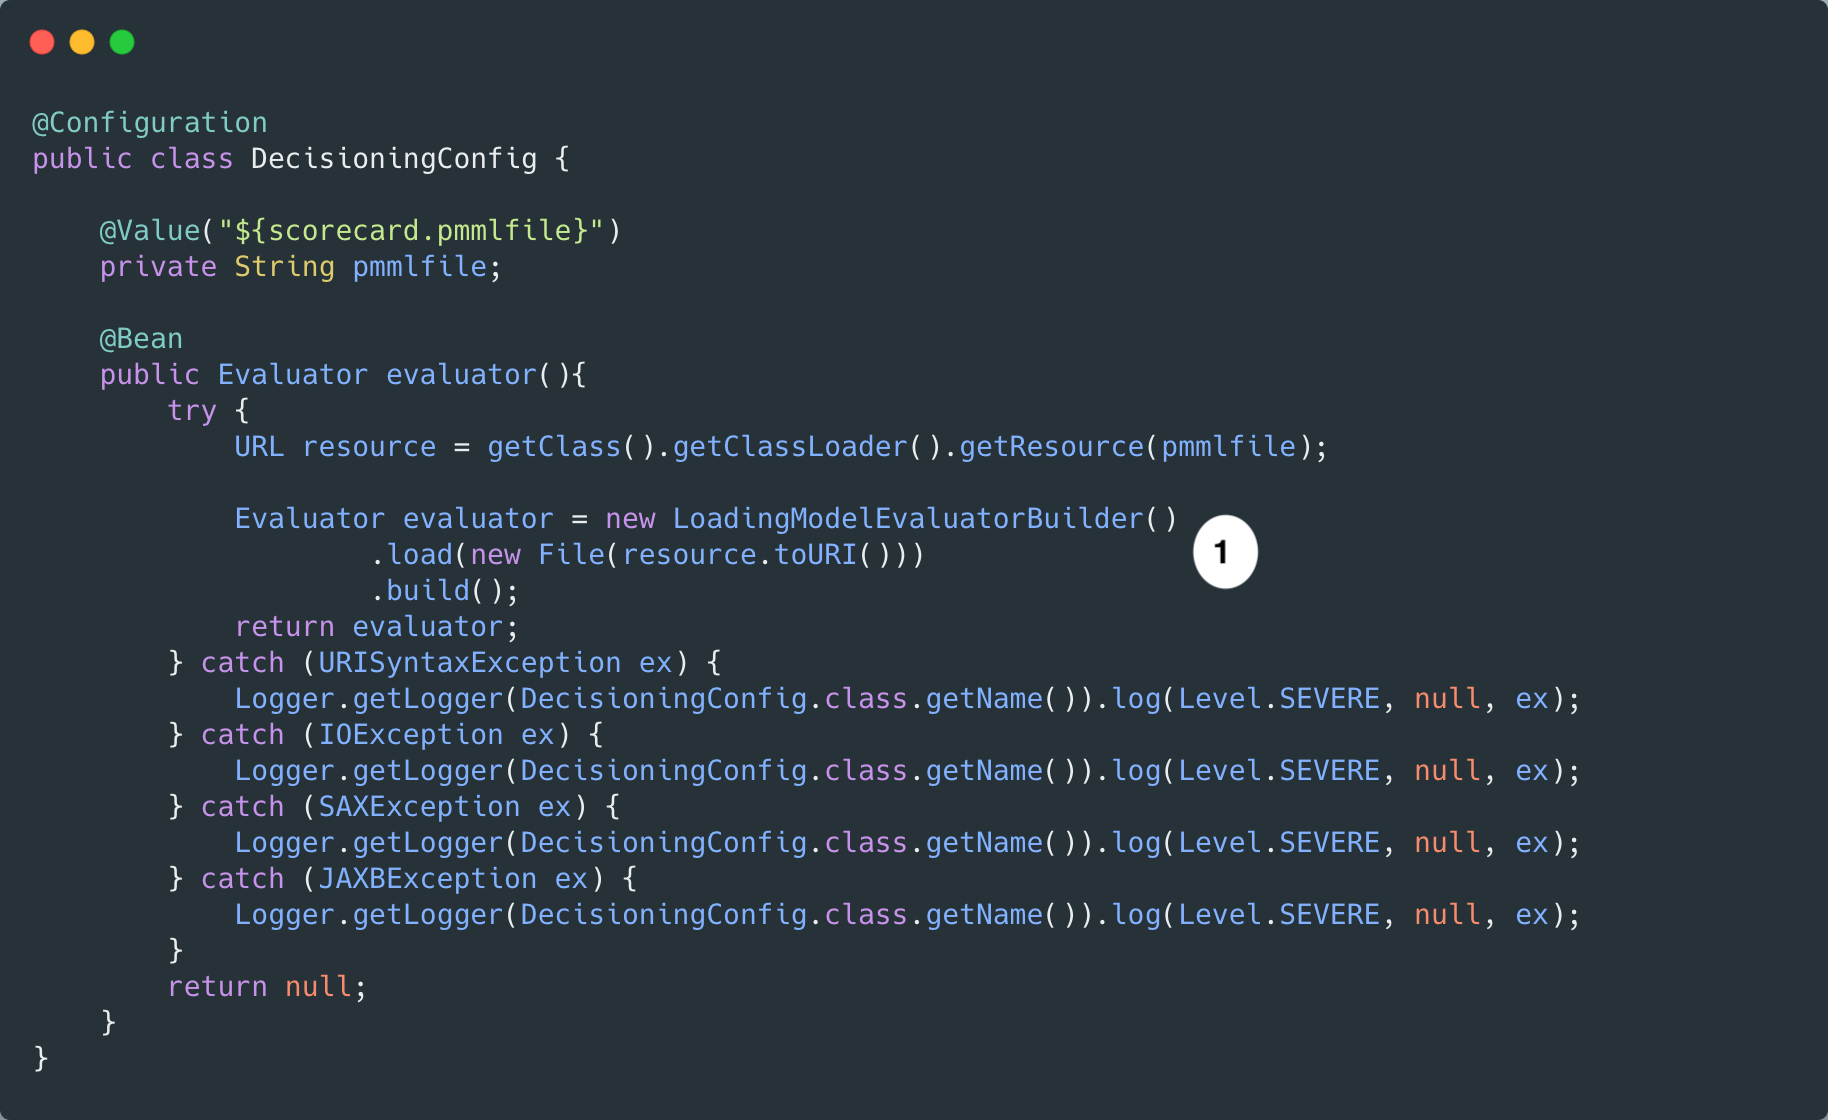 @Configuration
public class DecisioningConfig {
@Value("${scorecard.pmmlfile}")
private String pmmlfile;
@Bean
public Evaluator evaluator(){
try {
URL resource = getClass().getClassLoader().getResource(pmmlfile);
Evaluator evaluator = new LoadingModelEvaluatorBuilder()
.load(new File(resource.toURI()))
1
.build();
return evaluator;
} catch (URISyntaxException ex) {
Logger.getLogger(DecisioningConfig.class.getName()).log(Level.SEVERE, null, ex);
} catch (IOException ex) {
Logger.getLogger(DecisioningConfig.class.getName()).log(Level.SEVERE, null, ex);
} catch (SAXException ex) {
Logger.getLogger(DecisioningConfig.class.getName()).log(Level.SEVERE, null, ex);
} catch (JAXBException ex) {
Logger.getLogger(DecisioningConfig.class.getName()).log(Level.SEVERE, null, ex);
}
return null;
}
}